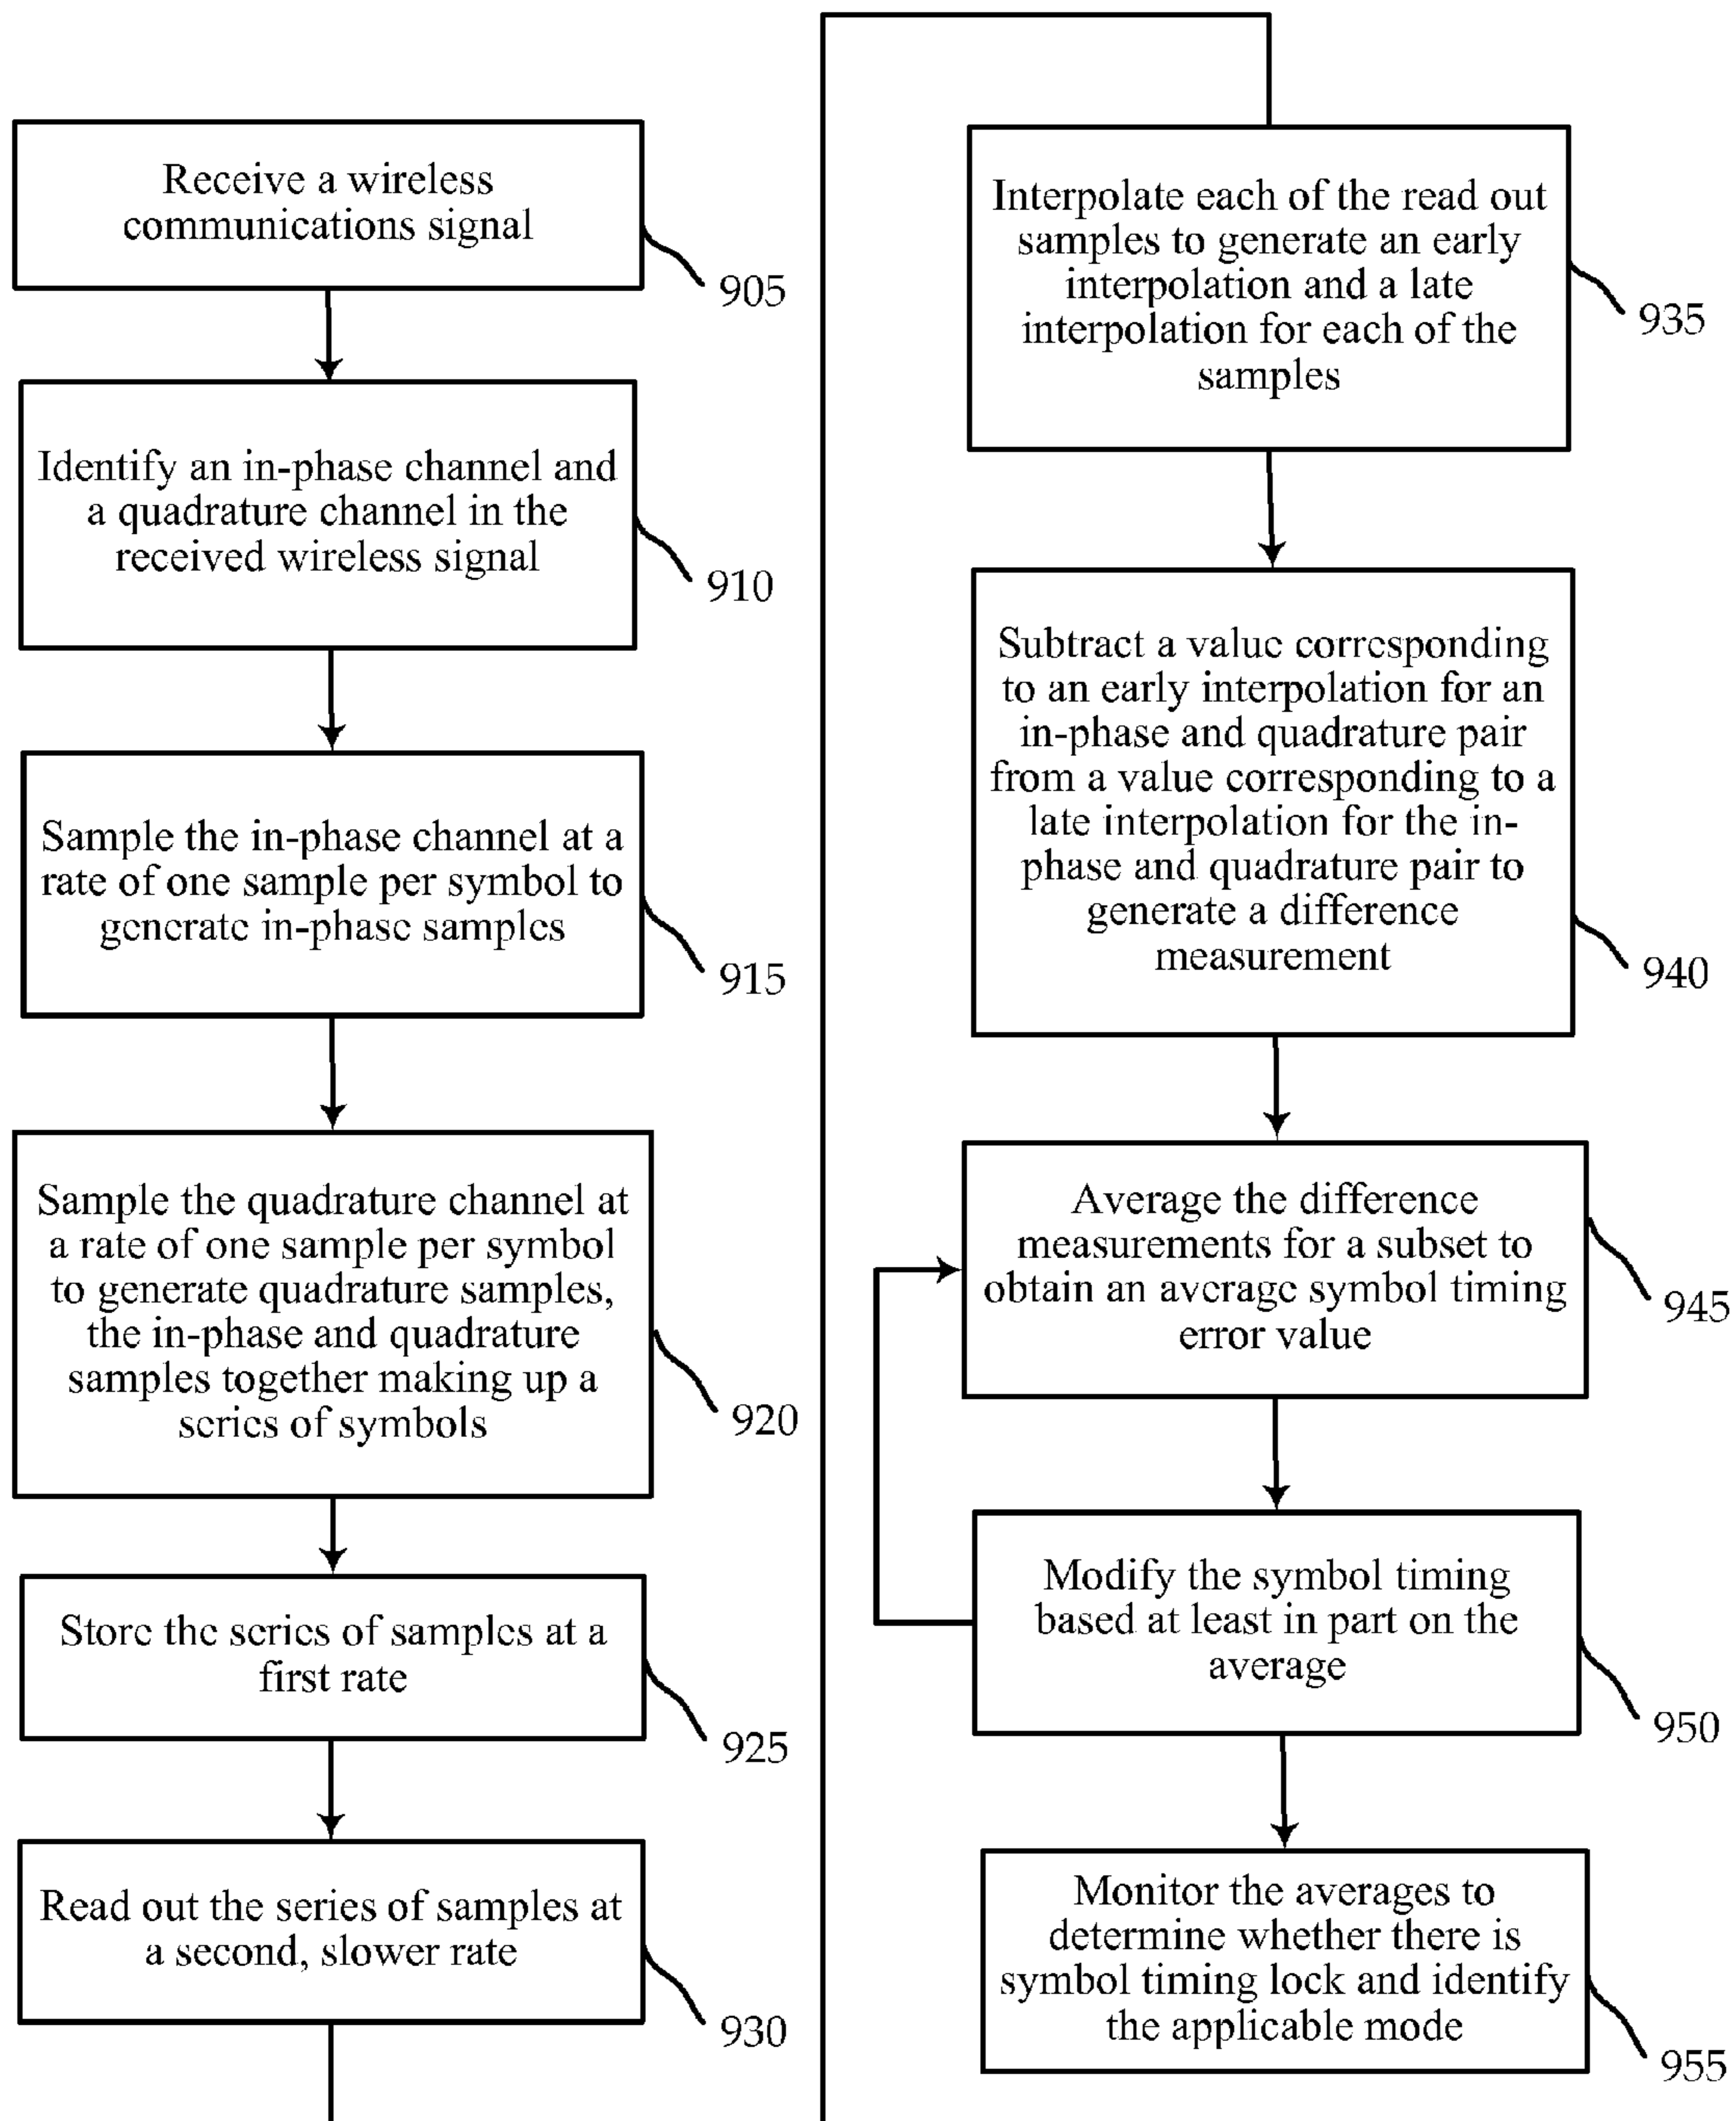 Receive a wireless
communications signal
905
Identify an in-phase channel and
a quadrature channel in the
received wireless signal
910
Sample the in-phase channel at a
rate of one sample per symbol to
generate in-phase samples
915
Sample the quadrature channel at
a rate of one sample per symbol
to generate quadrature samples,
the in-phase and quadrature
samples together making up a
series of symbols
920
Store the series of samples at a
first rate
925
Read out the series of samples at
a second, slower rate
930
Interpolate each of the read out
samples to generate an early
interpolation and a late
interpolation for each of the
samples
935
Subtract a value corresponding
to an early interpolation for an
in-phase and quadrature pair
from a value corresponding to a
late interpolation for the in-
phase and quadrature pair to
generate a difference
measurement
940
Average the difference
measurements for a subset to
obtain an average symbol timing
error value
945
Modify the symbol timing
based at least in part on the
average
950
Monitor the averages to
determine whether there is
symbol timing lock and identify
the applicable mode
955